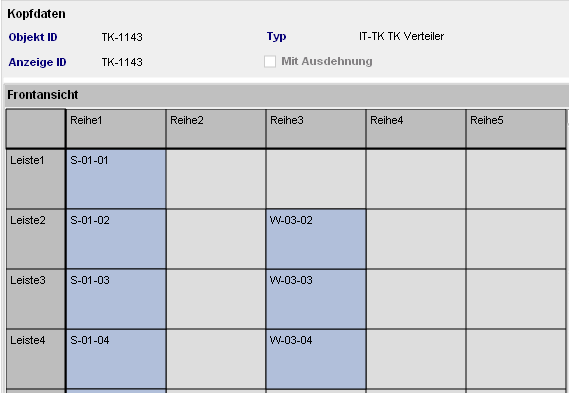 Kopfdaten
Objekt ID TK-1143 Typ IT-TK TK Verteiler
Anzeige ID TK-1143 Mit Ausdehnung
Frontansicht
Reihe1 Reihe2 Reihe3 Reihe4 Reihe5
Leiste1 S-01-01
Leiste2 S-01-02 W-03-02
Leiste3 S-01-03 W-03-03
Leiste4 S-01-04 W-03-04